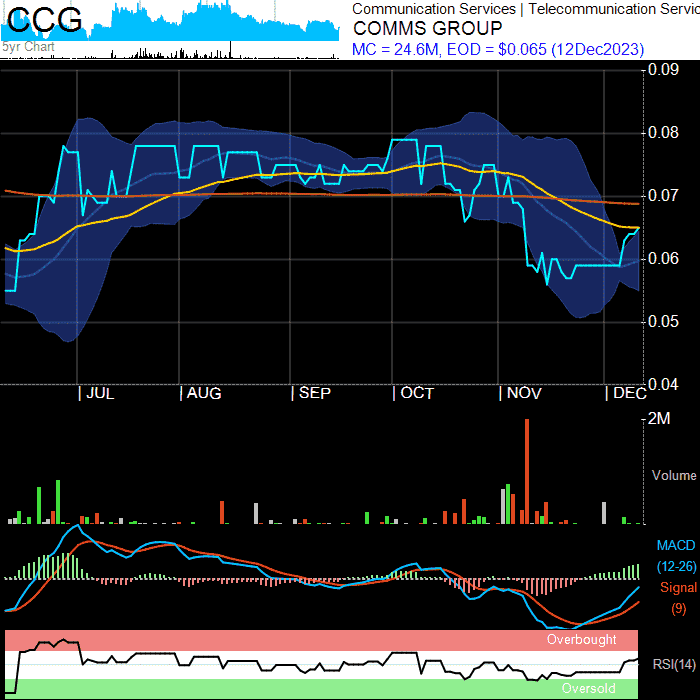 CCG
5yr Chart
Communication Services | Telecommunication Servic
COMMS GROUP
MC = 24.6M, EOD = $0.065 (12Dec2023)
0.09
0.08
0.07
0.06
0.05
0.04
| JUL | AUG | SEP | OCT | NOV | DEC
2M
Volume
MACD
(12-26)
Signal
(9)
Overbought
RSI(14)
Oversold